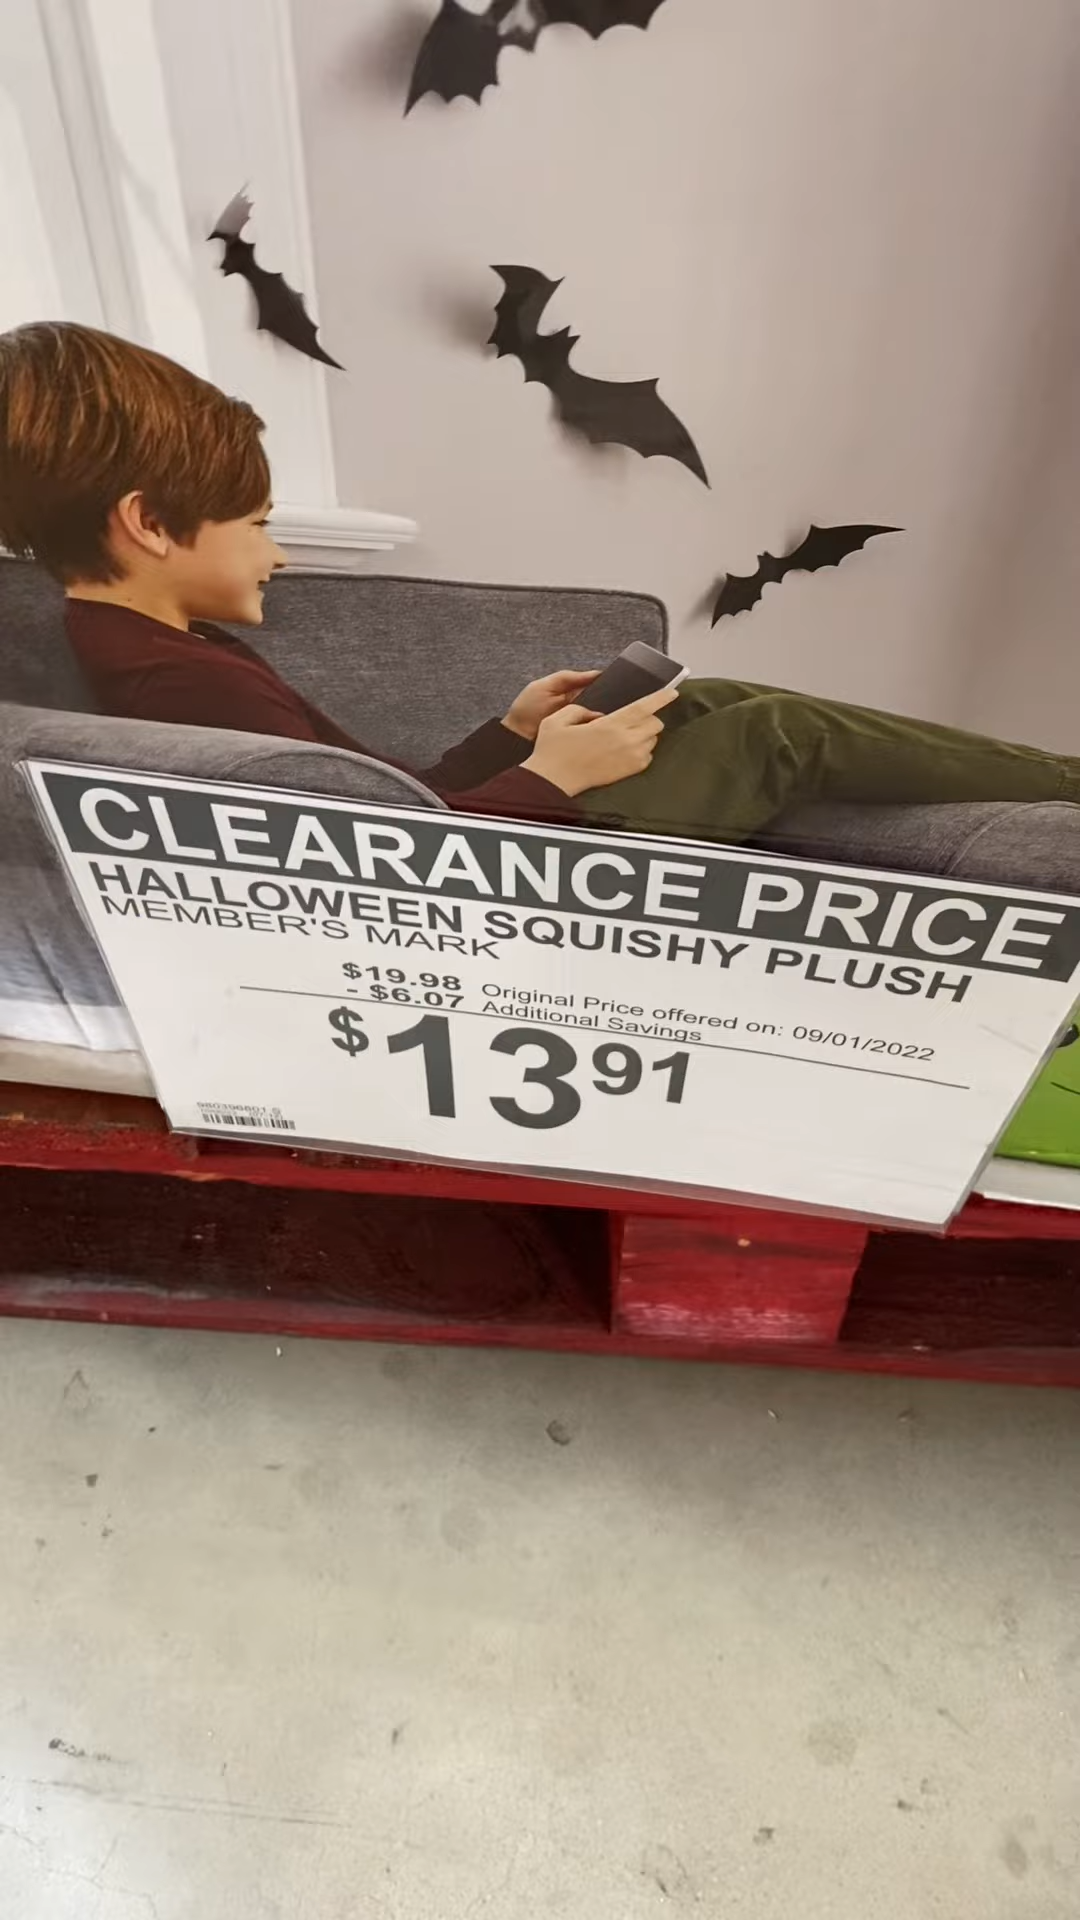 CLEARANCE PRICE
HALLOWEEN SQUISHY PLUSH
MEMBER'S MARK
$19.98 Original Price offered on: 09/01/2022
- $6.07 Additional Savings
$13 91